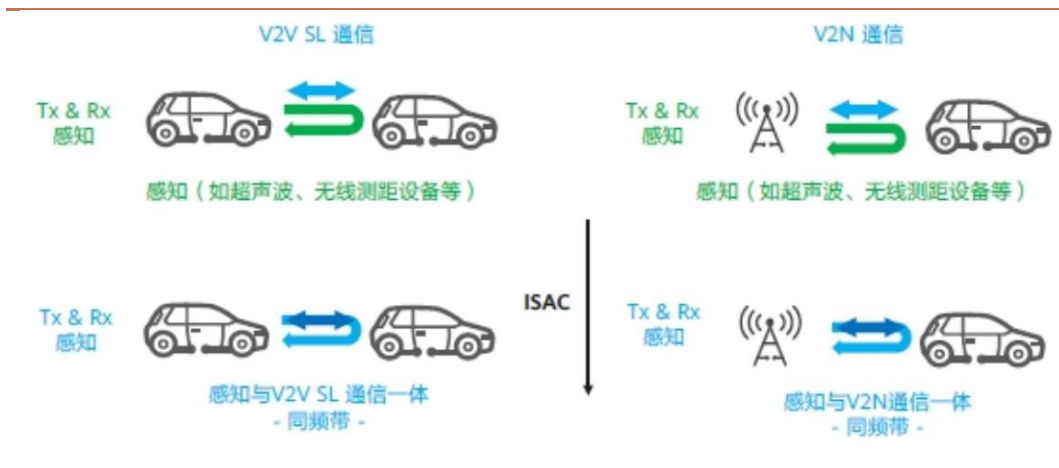 V2V SL 通信
V2N 通信
Tx & Rx
感知
Tx & Rx
感知
感知（如超声波、无线测距设备等）
感知（如超声波、无线测距设备等）
ISAC
Tx & Rx
感知
Tx & Rx
感知
感知与V2V SL 通信一体
- 同频带 -
感知与V2N通信一体
- 同频带 -